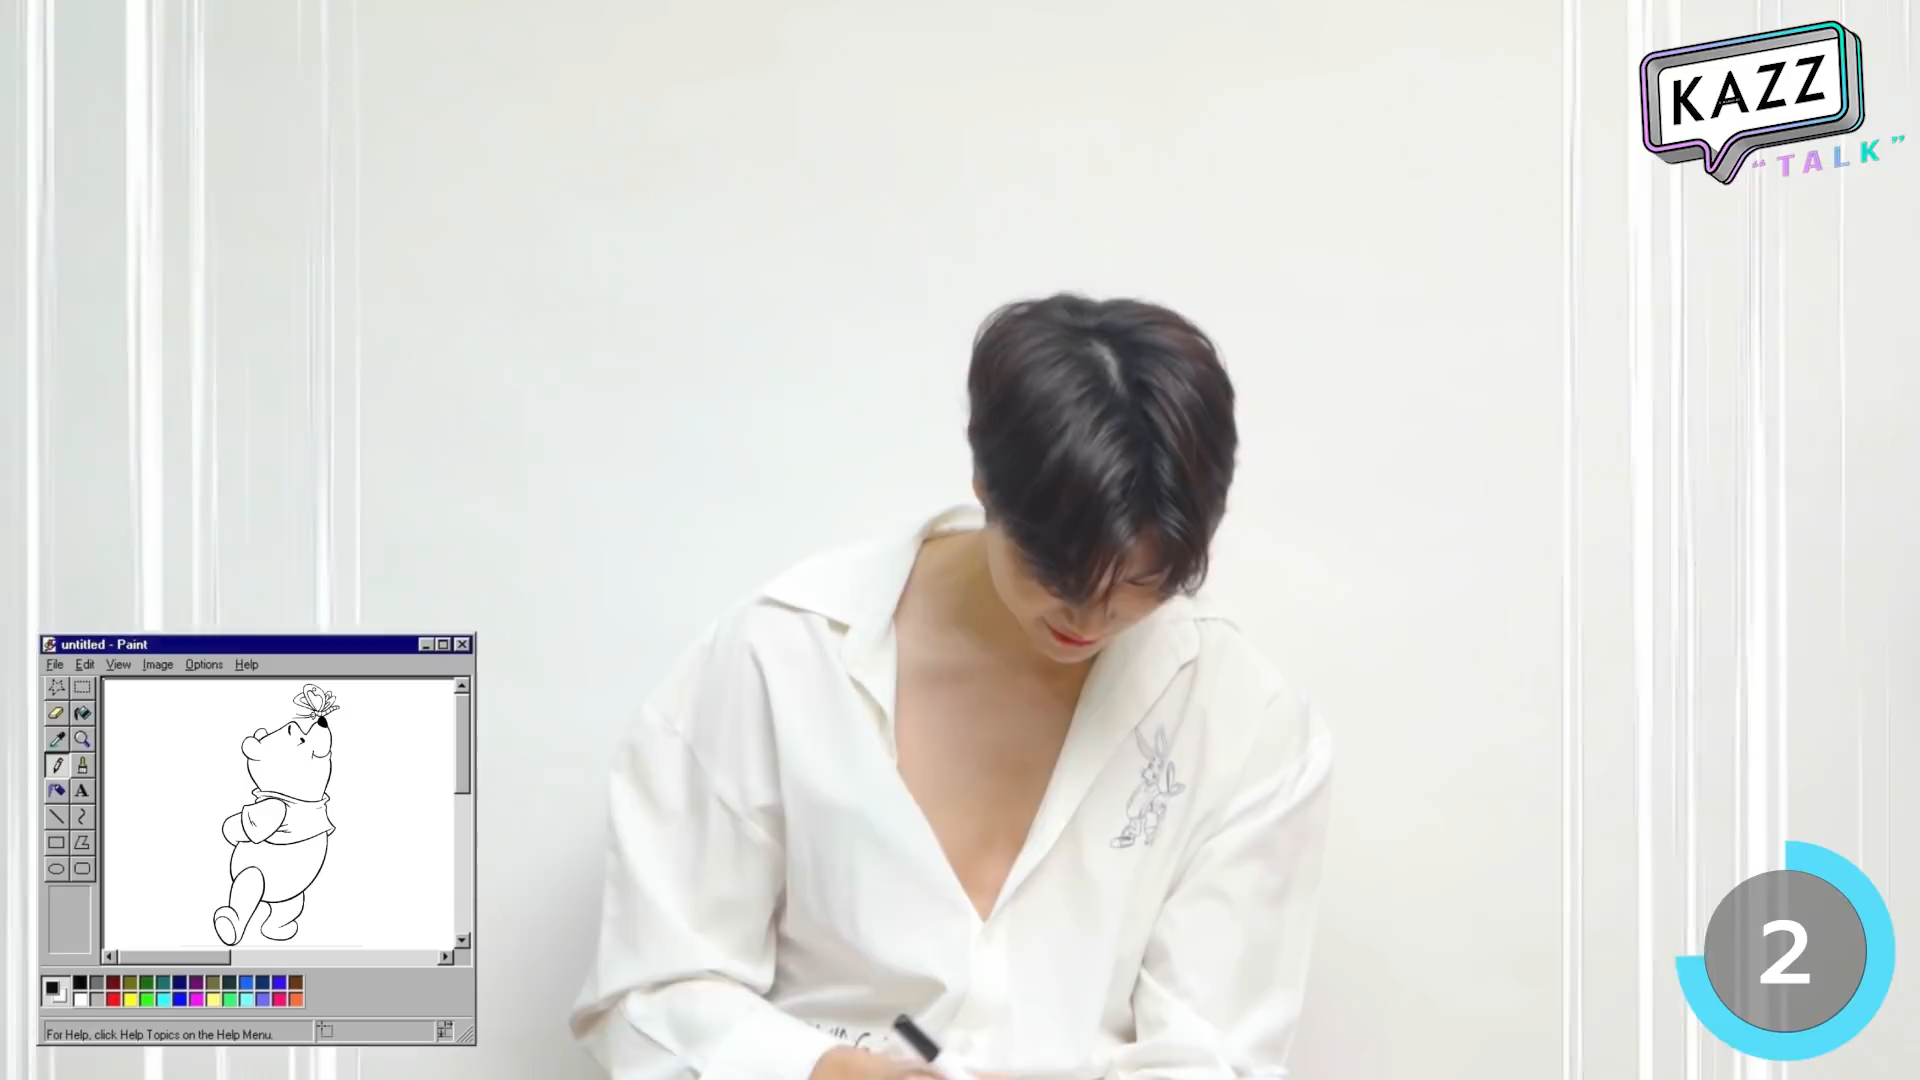 KAZZ
"TALK"
untitled - Paint
File Edit View Image Options Help
A
For Help, click Help Topics on the Help Menu.
2